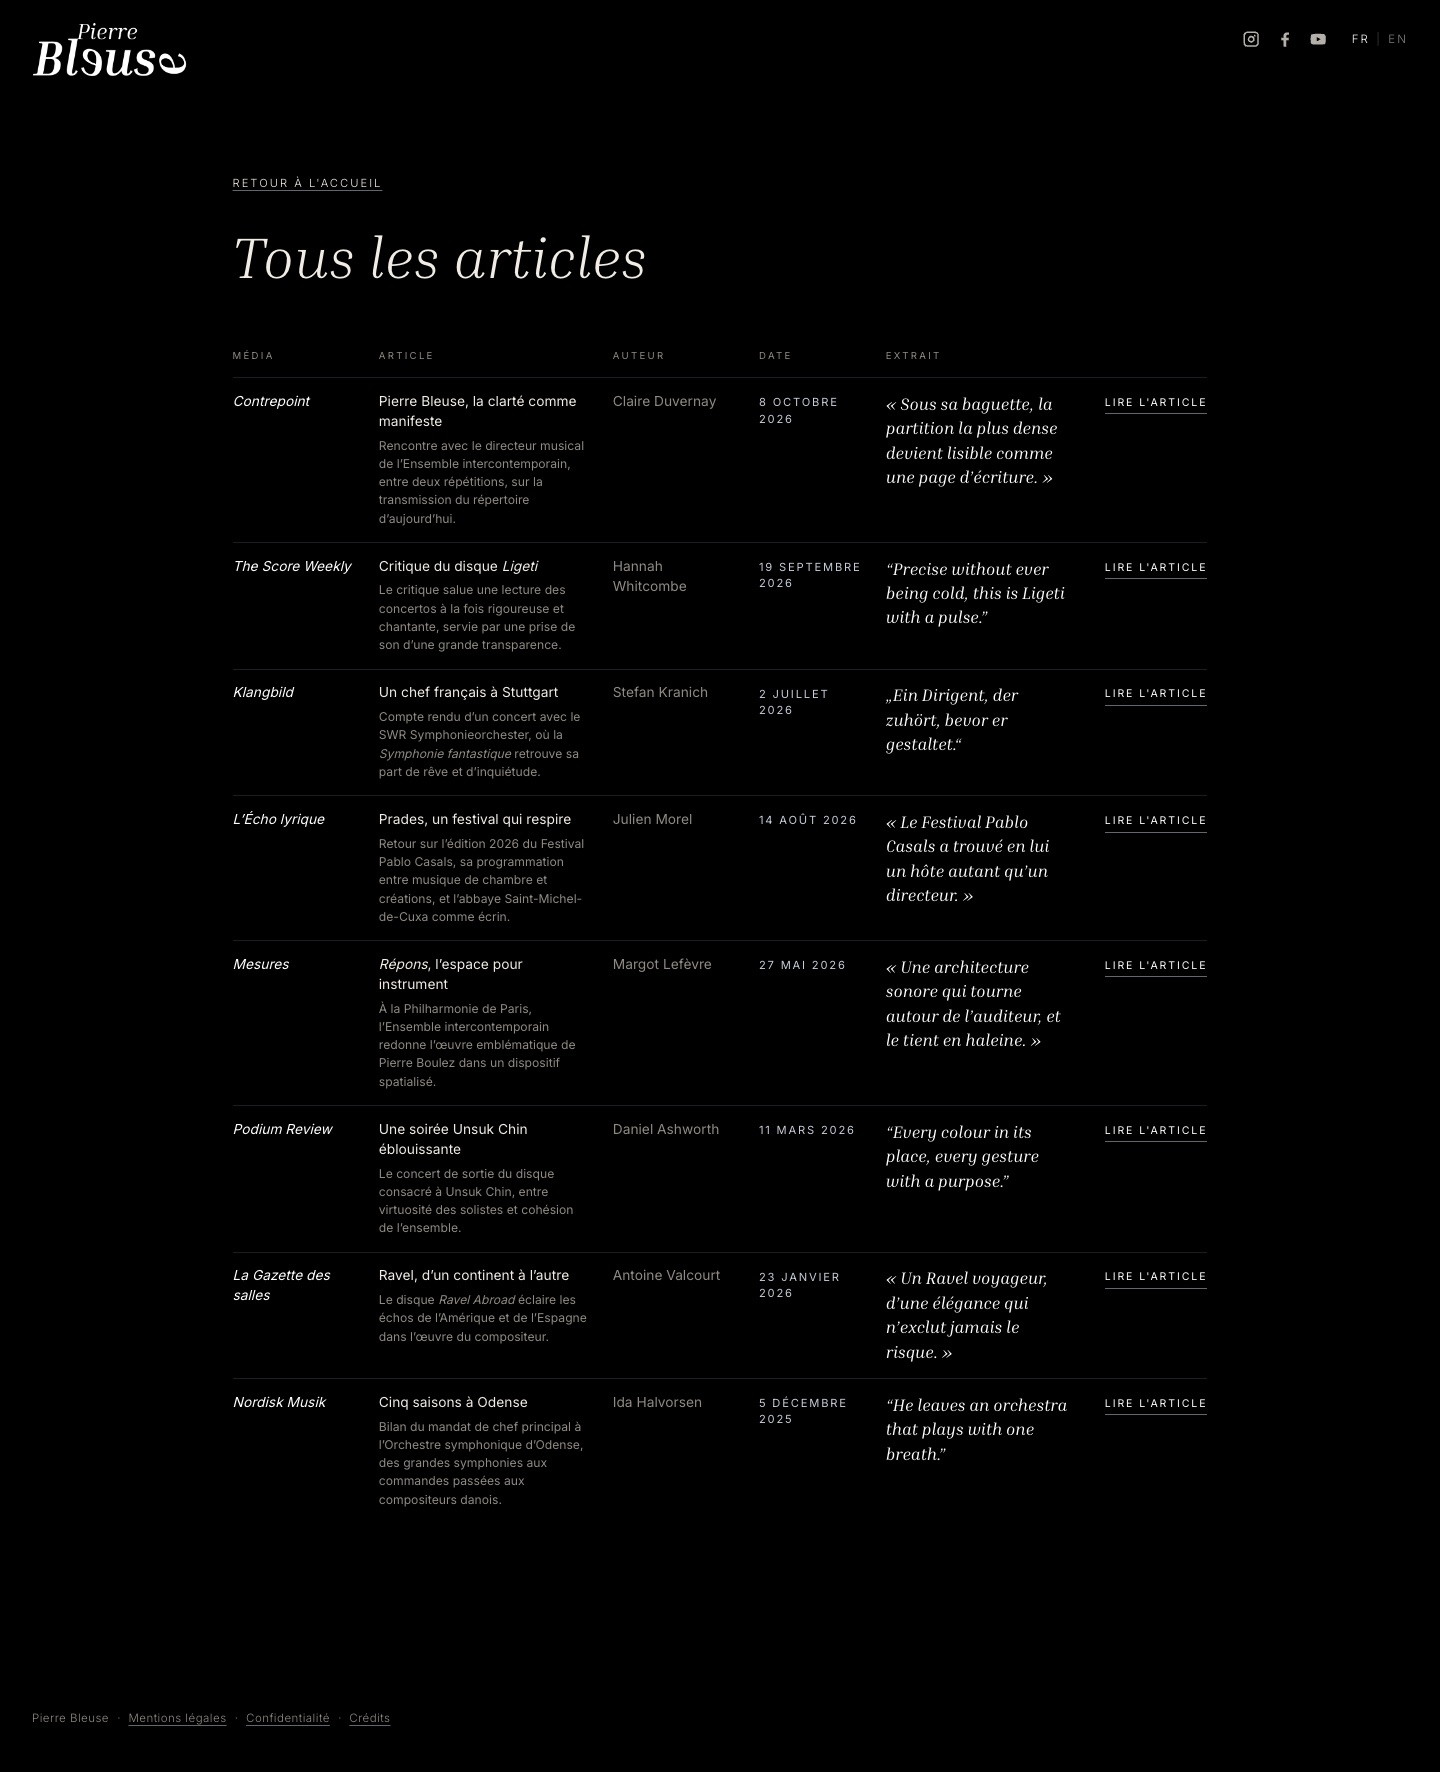 Pierre
Bleuse
FR | EN
RETOUR À L'ACCUEIL
Tous les articles
MÉDIA ARTICLE AUTEUR DATE EXTRAIT
Contrepoint
Pierre Bleuse, la clarté comme
manifeste
Rencontre avec le directeur musical
de l’Ensemble intercontemporain,
entre deux répétitions, sur la
transmission du répertoire
d’aujourd’hui.
Claire Duvernay
8 OCTOBRE
2026
« Sous sa baguette, la
partition la plus dense
devient lisible comme
une page d’écriture. »
LIRE L'ARTICLE
The Score Weekly
Critique du disque Ligeti
Le critique salue une lecture des
concertos à la fois rigoureuse et
chantante, servie par une prise de
son d’une grande transparence.
Hannah
Whitcombe
19 SEPTEMBRE
2026
“Precise without ever
being cold, this is Ligeti
with a pulse.”
LIRE L'ARTICLE
Klangbild
Un chef français à Stuttgart
Compte rendu d’un concert avec le
SWR Symphonieorchester, où la
Symphonie fantastique retrouve sa
part de rêve et d’inquiétude.
Stefan Kranich
2 JUILLET
2026
„Ein Dirigent, der
zuhört, bevor er
gestaltet.“
LIRE L'ARTICLE
L’Écho lyrique
Prades, un festival qui respire
Retour sur l’édition 2026 du Festival
Pablo Casals, sa programmation
entre musique de chambre et
créations, et l’abbaye Saint-Michel-
de-Cuxa comme écrin.
Julien Morel
14 AOÛT 2026
« Le Festival Pablo
Casals a trouvé en lui
un hôte autant qu’un
directeur. »
LIRE L'ARTICLE
Mesures
Répons, l’espace pour
instrument
À la Philharmonie de Paris,
l’Ensemble intercontemporain
redonne l’œuvre emblématique de
Pierre Boulez dans un dispositif
spatialisé.
Margot Lefèvre
27 MAI 2026
« Une architecture
sonore qui tourne
autour de l’auditeur, et
le tient en haleine. »
LIRE L'ARTICLE
Podium Review
Une soirée Unsuk Chin
éblouissante
Le concert de sortie du disque
consacré à Unsuk Chin, entre
virtuosité des solistes et cohésion
de l’ensemble.
Daniel Ashworth
11 MARS 2026
“Every colour in its
place, every gesture
with a purpose.”
LIRE L'ARTICLE
La Gazette des
salles
Ravel, d’un continent à l’autre
Le disque Ravel Abroad éclaire les
échos de l’Amérique et de l’Espagne
dans l’œuvre du compositeur.
Antoine Valcourt
23 JANVIER
2026
« Un Ravel voyageur,
d’une élégance qui
n’exclut jamais le
risque. »
LIRE L'ARTICLE
Nordisk Musik
Cinq saisons à Odense
Bilan du mandat de chef principal à
l’Orchestre symphonique d’Odense,
des grandes symphonies aux
commandes passées aux
compositeurs danois.
Ida Halvorsen
5 DÉCEMBRE
2025
“He leaves an orchestra
that plays with one
breath.”
LIRE L'ARTICLE
Pierre Bleuse · Mentions légales · Confidentialité · Crédits